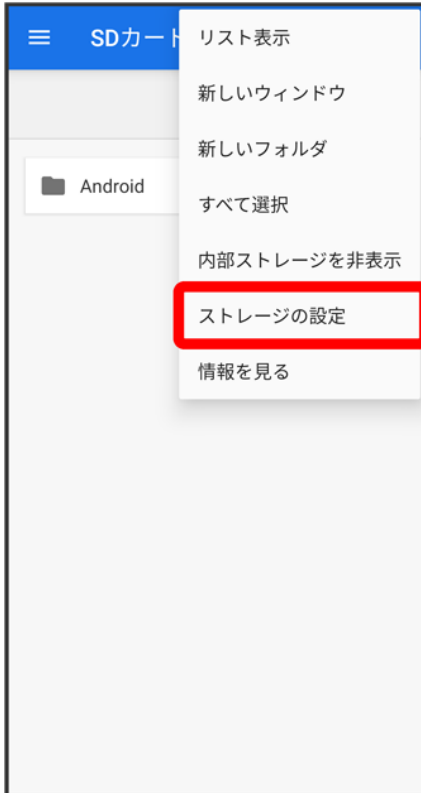 SDカード
リスト表示
新しいウィンドウ
新しいフォルダ
Android
すべて選択
内部ストレージを非表示
ストレージの設定
情報を見る